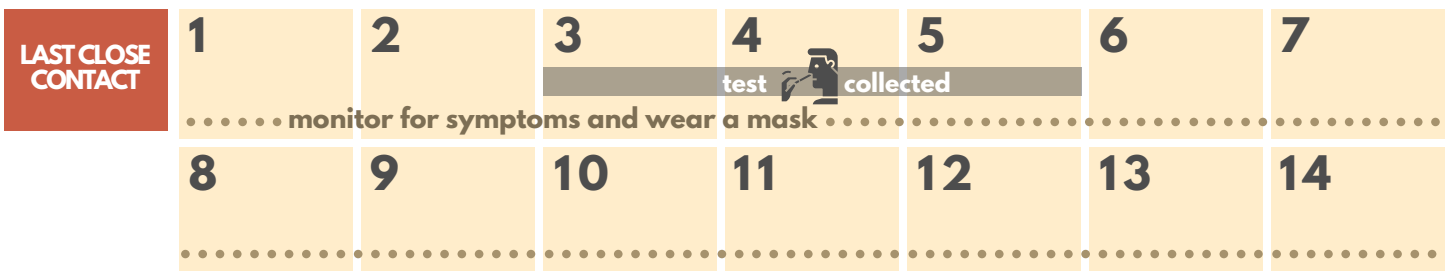 LAST CLOSE
CONTACT
1 2 3 4 5 6 7
test collected
monitor for symptoms and wear a mask
8 9 10 11 12 13 14